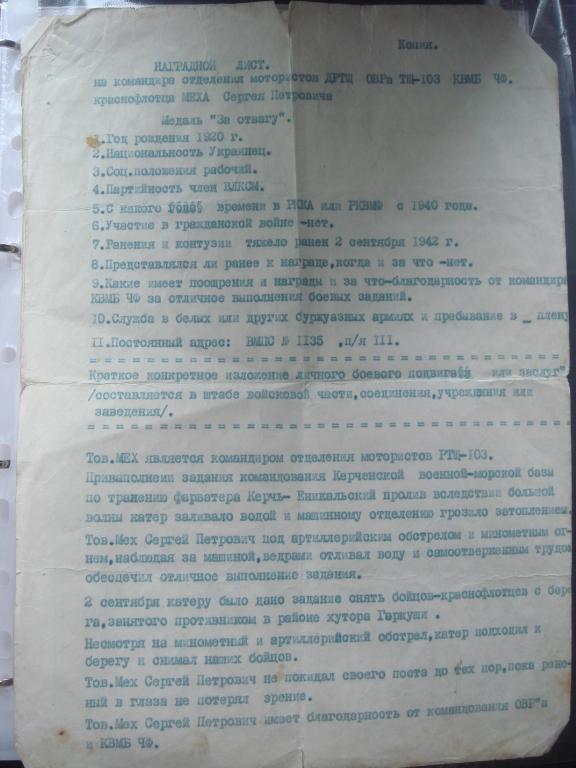 Копия.
НАГРАДНОЙ ЛИСТ.
на командира отделения мотористов ДРТЩ ОВРа ТЩ-103 КВМБ ЧФ.
краснофлотца МЕХА Сергея Петровича
Медаль "За отвагу".
1.Год рождения 1920 г.
2.Национальность Украинец.
3.Соц.положения рабочий.
4.Партийность член ВЛКСМ.
5.С какого времени в РККА или РКВМФ с 1940 года.
6.Участие в гражданской войне -нет.
7.Ранения и контузии тяжело ранен 2 сентября 1942 г.
8.Представлялся ли ранее к награде,когда и за что -нет.
9.Какие имеет поощрения и награды и за что-благодарность от командира
КВМБ ЧФ за отличное выполнения боевых заданий.
10.Служба в белых или других буржуазных армиях и пребывание в _ плену
II.Постоянный адрес: ВМПС № II35 ,п/я III.
= = = = = = = = = = = = = = = = = = = = = = = = = = = = = =
Краткое конкретное изложение личного боевого подвига или заслуг"
/составляется в штабе войсковой части,соединения,учреждния или
заведения/.
= = = = = = = = = = = = = = = = = = = = = = = = = = = = = =
Тов.МЕХ является командиром отделения мотористов РТЩ-103.
Привыполнеии задания командования Керченской военной-морской базы
по тралению фарватера Керчь- Еникальский пролив вследствии большой
волны катер заливало водой и машинному отделению грозило затоплением.
Тов.Мех Сергей Петрович под артиллерийским обстрелом и минометным ог-
нем,наблюдая за машиной,ведрами отливал воду и самоотверженным трудом
обеспечил отличное выполнение задания.
2 сентября катеру было дано задание снять бойцов-краснофлотцев с бере
га,занятого противником в районе хутора Гаркуши .
Несмотря на минометный и артиллерийский обстрал,катер подходил к
берегу и снимал наших бойцов.
Тов.Мех Сергей Петрович не покидал своего поста до тех пор,пока ране-
ный в глаза не потерял зрение.
Тов.Мех Сергей Петрович имеет благодарность от командования ОВР"а
и КВМБ ЧФ.